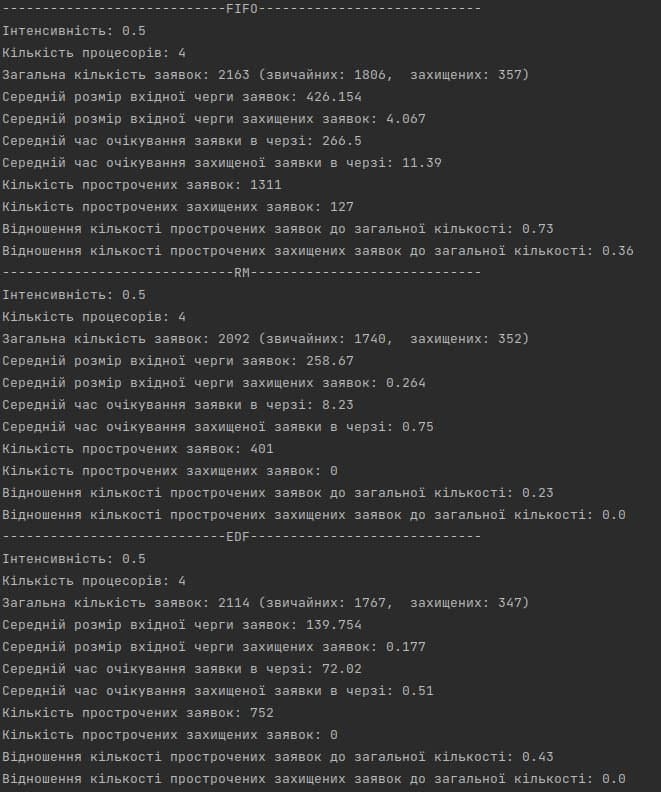 ----------------------------FIFO----------------------------
Інтенсивність: 0.5
Кількість процесорів: 4
Загальна кількість заявок: 2163 (звичайних: 1806,  захищених: 357)
Середній розмір вхідної черги заявок: 426.154
Середній розмір вхідної черги захищених заявок: 4.067
Середній час очікування заявки в черзі: 266.5
Середній час очікування захищеної заявки в черзі: 11.39
Кількість прострочених заявок: 1311
Кількість прострочених захищених заявок: 127
Відношення кількості прострочених заявок до загальної кількості: 0.73
Відношення кількості прострочених захищених заявок до загальної кількості: 0.36
-----------------------------RM-----------------------------
Інтенсивність: 0.5
Кількість процесорів: 4
Загальна кількість заявок: 2092 (звичайних: 1740,  захищених: 352)
Середній розмір вхідної черги заявок: 258.67
Середній розмір вхідної черги захищених заявок: 0.264
Середній час очікування заявки в черзі: 8.23
Середній час очікування захищеної заявки в черзі: 0.75
Кількість прострочених заявок: 401
Кількість прострочених захищених заявок: 0
Відношення кількості прострочених заявок до загальної кількості: 0.23
Відношення кількості прострочених захищених заявок до загальної кількості: 0.0
----------------------------EDF-----------------------------
Інтенсивність: 0.5
Кількість процесорів: 4
Загальна кількість заявок: 2114 (звичайних: 1767,  захищених: 347)
Середній розмір вхідної черги заявок: 139.754
Середній розмір вхідної черги захищених заявок: 0.177
Середній час очікування заявки в черзі: 72.02
Середній час очікування захищеної заявки в черзі: 0.51
Кількість прострочених заявок: 752
Кількість прострочених захищених заявок: 0
Відношення кількості прострочених заявок до загальної кількості: 0.43
Відношення кількості прострочених захищених заявок до загальної кількості: 0.0